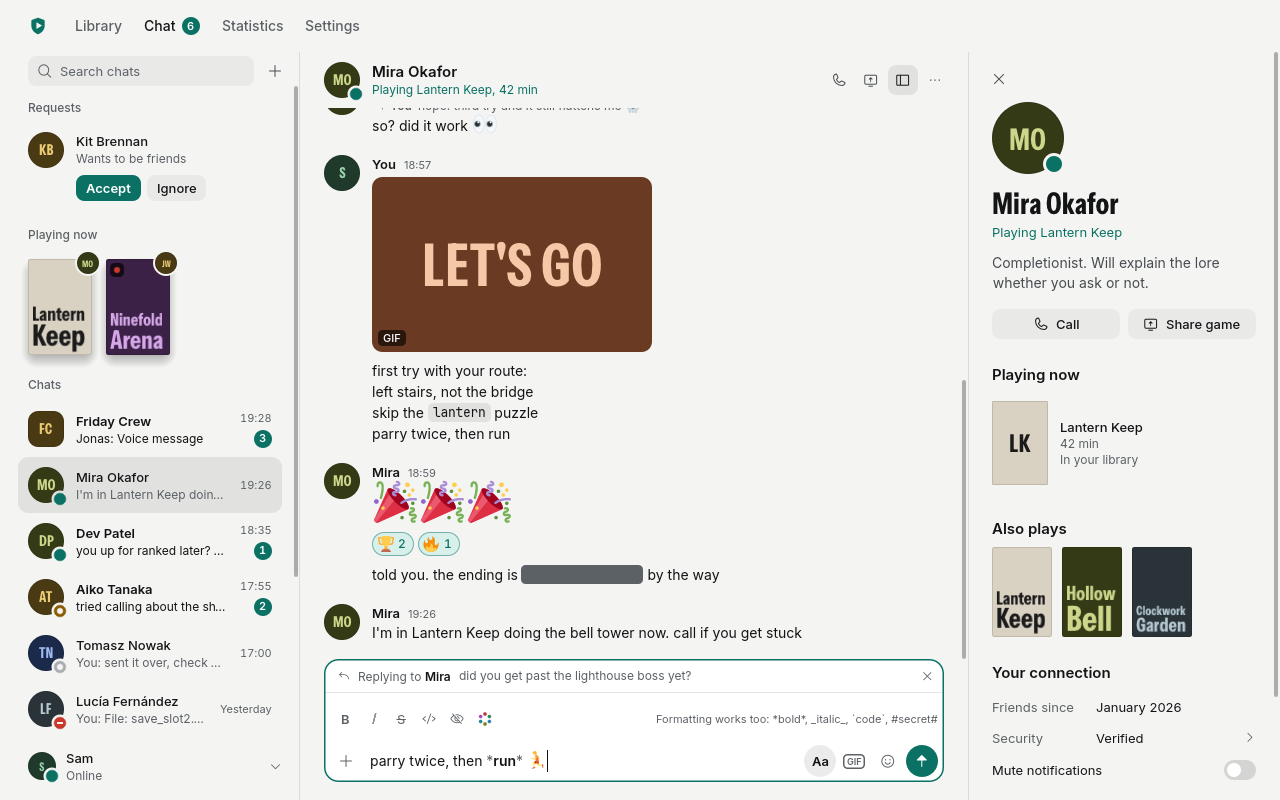 Library
Chat 6
Statistics
Settings
Search chats
Requests
KB
Kit Brennan
Wants to be friends
Accept
Ignore
Playing now
MO
Lantern
Keep
JW
Ninefold
Arena
Chats
FC
Friday Crew
19:28
Jonas: Voice message
3
MO
Mira Okafor
I'm in Lantern Keep doin...
19:26
DP
Dev Patel
18:35
you up for ranked later? ...
1
AT
Aiko Tanaka
17:55
tried calling about the sh...
2
TN
Tomasz Nowak
You: sent it over, check ...
17:00
LF
Lucía Fernández
You: File: save_slot2....
Yesterday
S
Sam
Online
MO
Mira Okafor
Playing Lantern Keep, 42 min
so? did it work 👀
S
You 18:57
LET'S GO
GIF
first try with your route:
left stairs, not the bridge
skip the lantern puzzle
parry twice, then run
MO
Mira 18:59
🎉🎉🎉
🏆 2 🔥 1
told you. the ending is by the way
MO
Mira 19:26
I'm in Lantern Keep doing the bell tower now. call if you get stuck
Replying to Mira did you get past the lighthouse boss yet?
B I S
Formatting works too: *bold*, _italic_, `code`, #secret#
parry twice, then *run*
Aa
GIF
MO
Mira Okafor
Playing Lantern Keep
Completionist. Will explain the lore
whether you ask or not.
Call
Share game
Playing now
LK
Lantern Keep
42 min
In your library
Also plays
Lantern
Keep
Hollow
Bell
Clockwork
Garden
Your connection
Friends since January 2026
Security Verified
Mute notifications